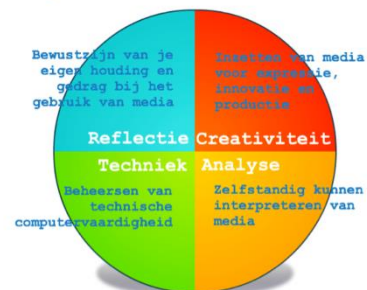 Bewustzijn van je
eigen houding en
gedrag bij het
gebruik van media
Reflectie
Inzetten van media
voor expressie,
innovatie en
productie
Creativiteit
Techniek
Beheersen van
technische
computervaardigheid
Analyse
Zelfstandig kunnen
interpreteren van
media